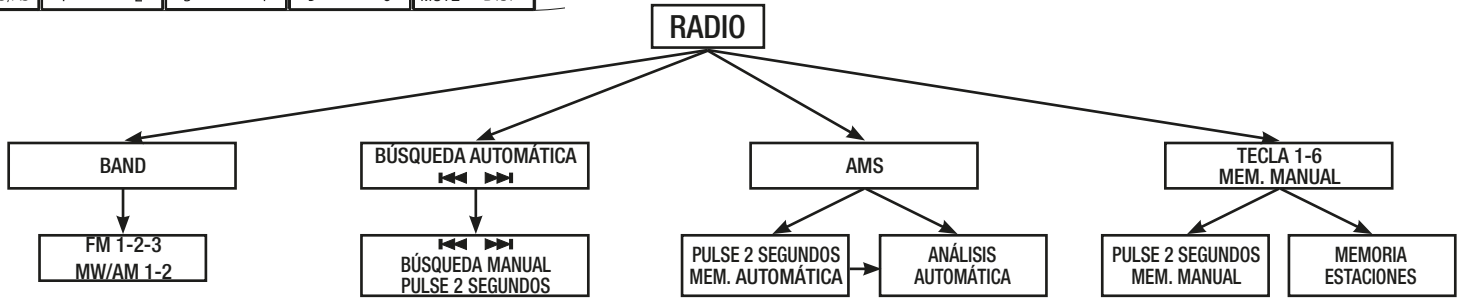 RADIO
BAND
BÚSQUEDA AUTOMÁTICA
AMS
TECLA 1-6
MEM. MANUAL
FM 1-2-3
MW/AM 1-2
BÚSQUEDA MANUAL
PULSE 2 SEGUNDOS
PULSE 2 SEGUNDOS
MEM. AUTOMÁTICA
ANÁLISIS
AUTOMÁTICA
PULSE 2 SEGUNDOS
MEM. MANUAL
MEMORIA
ESTACIONES